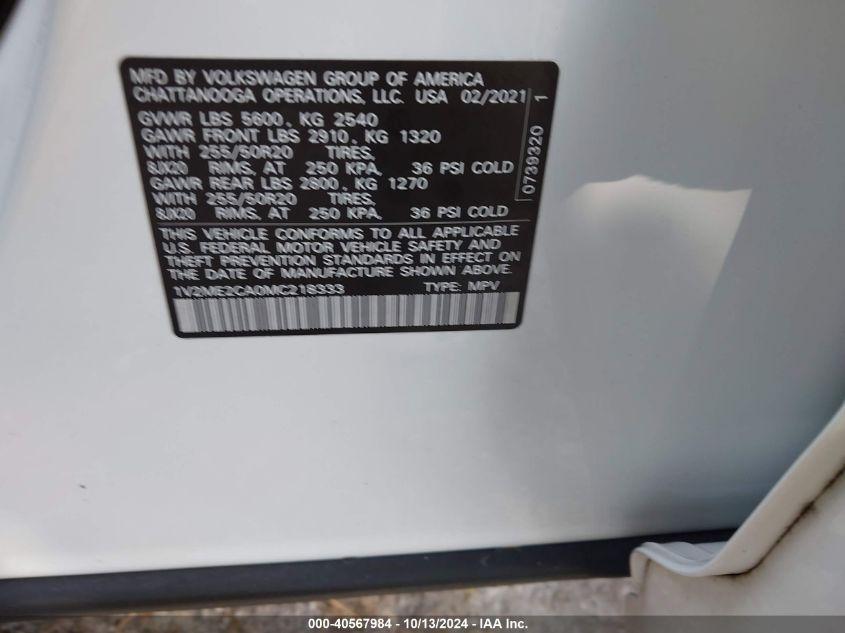 MFD BY VOLKSWAGEN GROUP OF AMERICA
CHATTANOOGA OPERATIONS, LLC. USA 02/2021
GVWR LBS 5600, KG 2540
GAWR FRONT LBS 2910, KG 1320
WITH 255/50R20 TIRES,
8JX20 RIMS, AT 250 KPA, 36 PSI COLD
GAWR REAR LBS 2800, KG 1270
WITH 255/50R20 TIRES,
8JX20 RIMS, AT 250 KPA, 36 PSI COLD
THIS VEHICLE CONFORMS TO ALL APPLICABLE
U.S. FEDERAL MOTOR VEHICLE SAFETY AND
THEFT PREVENTION STANDARDS IN EFFECT ON
THE DATE OF MANUFACTURE SHOWN ABOVE.
1V2ME2CA0MC218333 TYPE: MPV
0739320 1
000-40567984 - 10/13/2024 - IAA Inc.